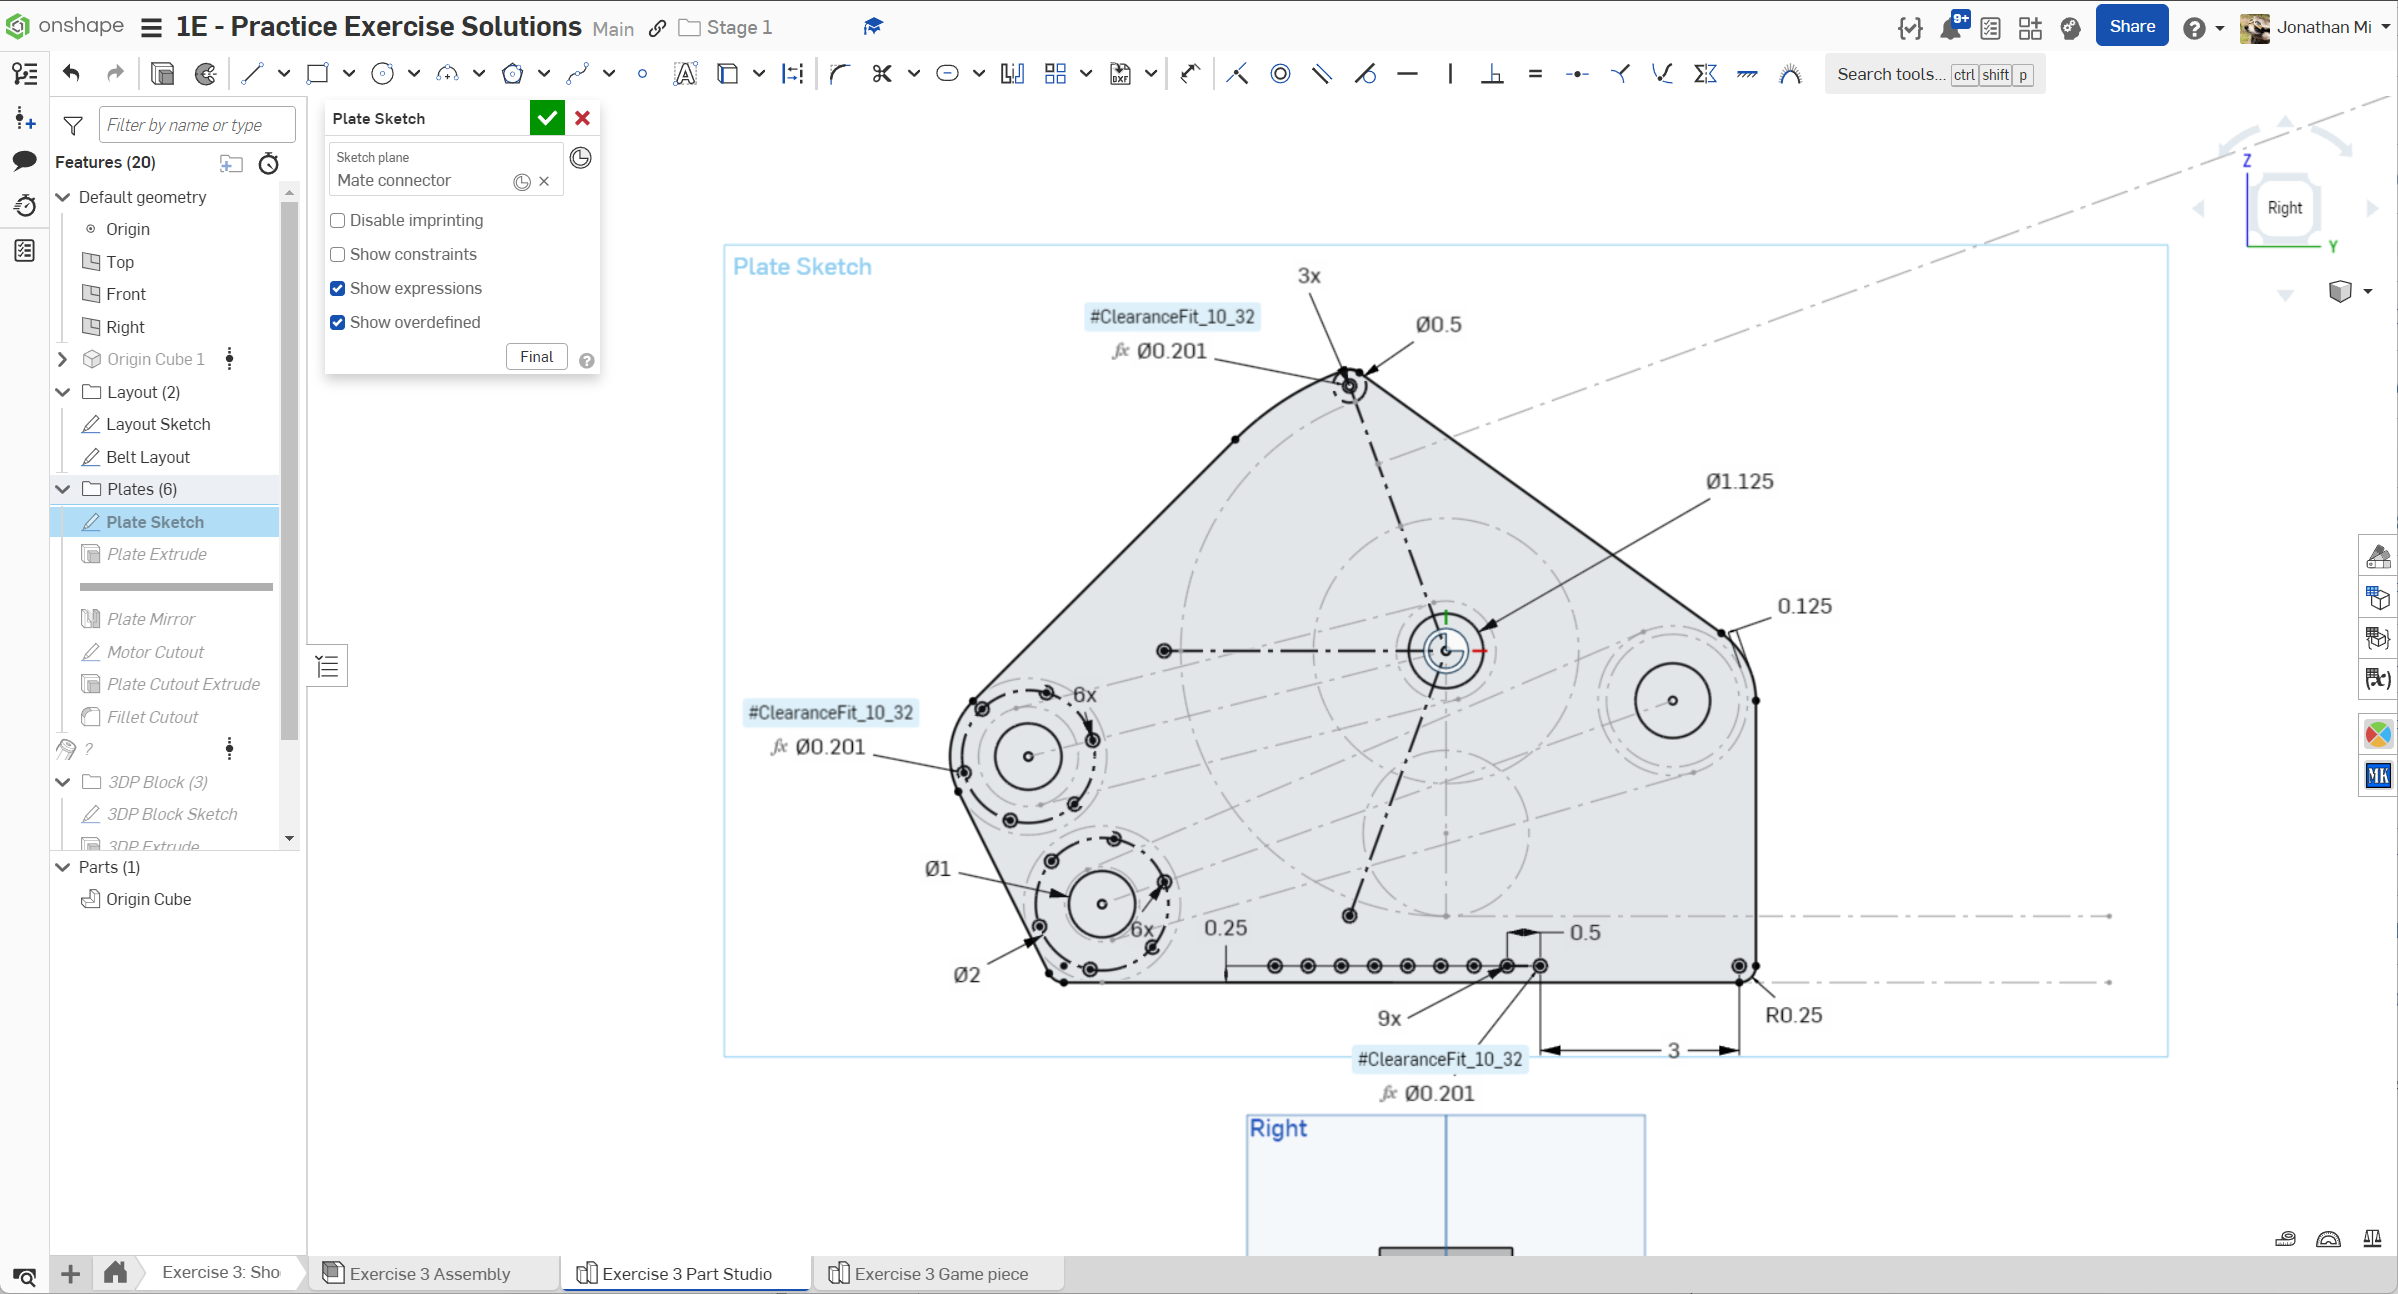 onshape
1E - Practice Exercise Solutions Main Stage 1
9+
Share
Jonathan Mi
Search tools... ctrl shift p
Filter by name or type
Features (20)
Default geometry
Origin
Top
Front
Right
Origin Cube 1
Layout (2)
Layout Sketch
Belt Layout
Plates (6)
Plate Sketch
Plate Extrude
Plate Mirror
Motor Cutout
Plate Cutout Extrude
Fillet Cutout
?
3DP Block (3)
3DP Block Sketch
3DP Extrude
Parts (1)
Origin Cube
Plate Sketch
Sketch plane
Mate connector
Disable imprinting
Show constraints
Show expressions
Show overdefined
Final
Plate Sketch
3x
#ClearanceFit_10_32
fx Ø0.201
Ø0.5
Ø1.125
0.125
6x
#ClearanceFit_10_32
fx Ø0.201
Ø1
6x
0.25
0.5
Ø2
9x
R0.25
3
#ClearanceFit_10_32
fx Ø0.201
Right
Z
Right
Y
DXF
(x)
MK
Exercise 3: Sho
Exercise 3 Assembly
Exercise 3 Part Studio
Exercise 3 Game piece